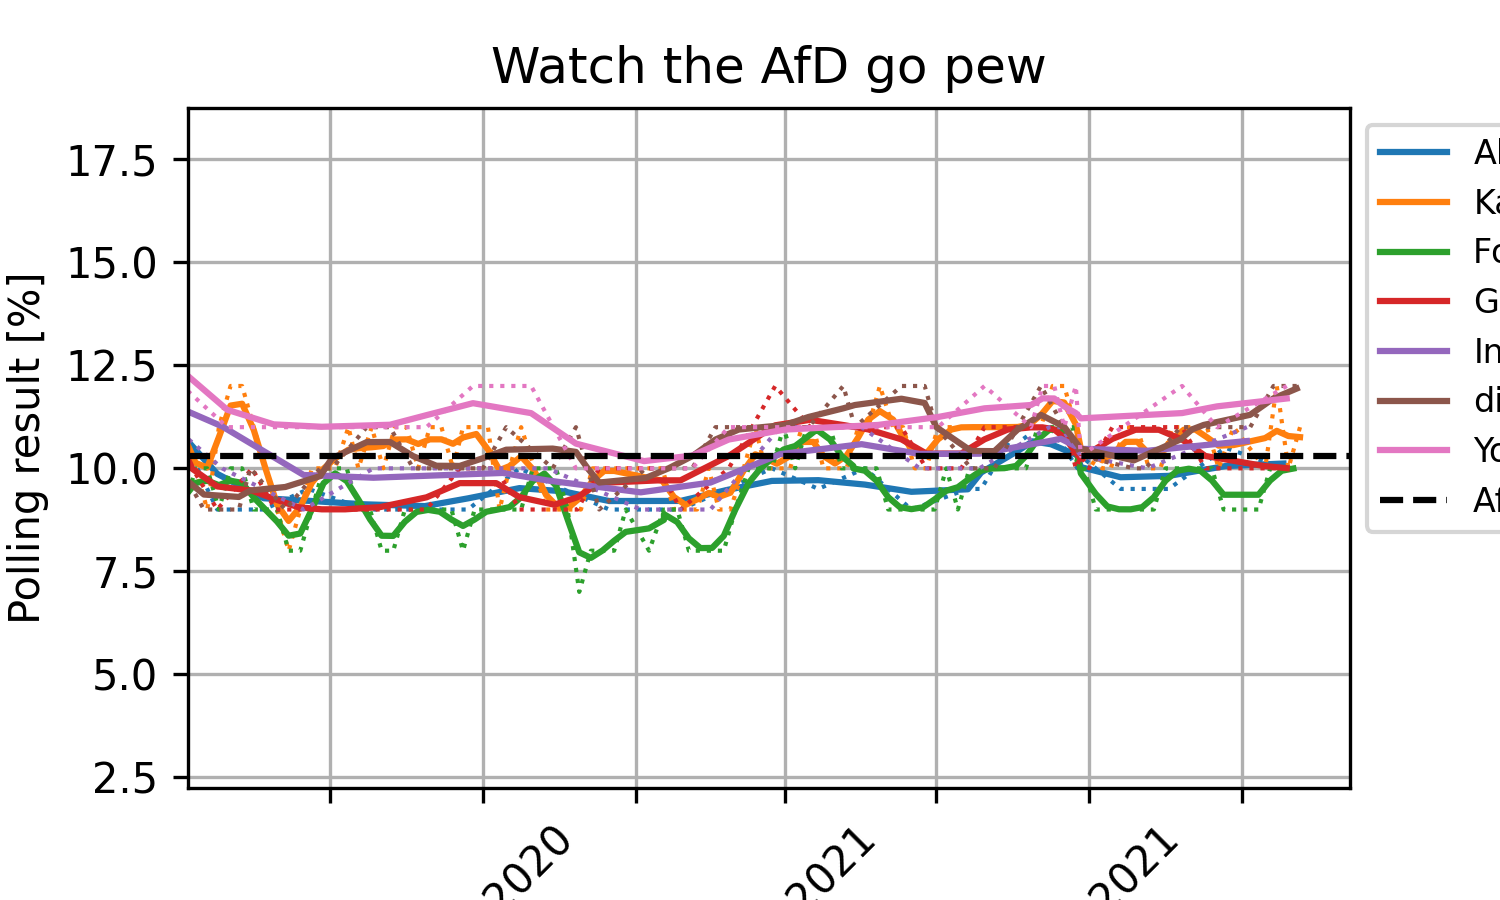 Watch the AfD go pew
Polling result [%]
17.5
15.0
12.5
10.0
7.5
5.0
2.5
2020
2021
2021
Al
Ka
Fo
G
In
di
Yo
Af